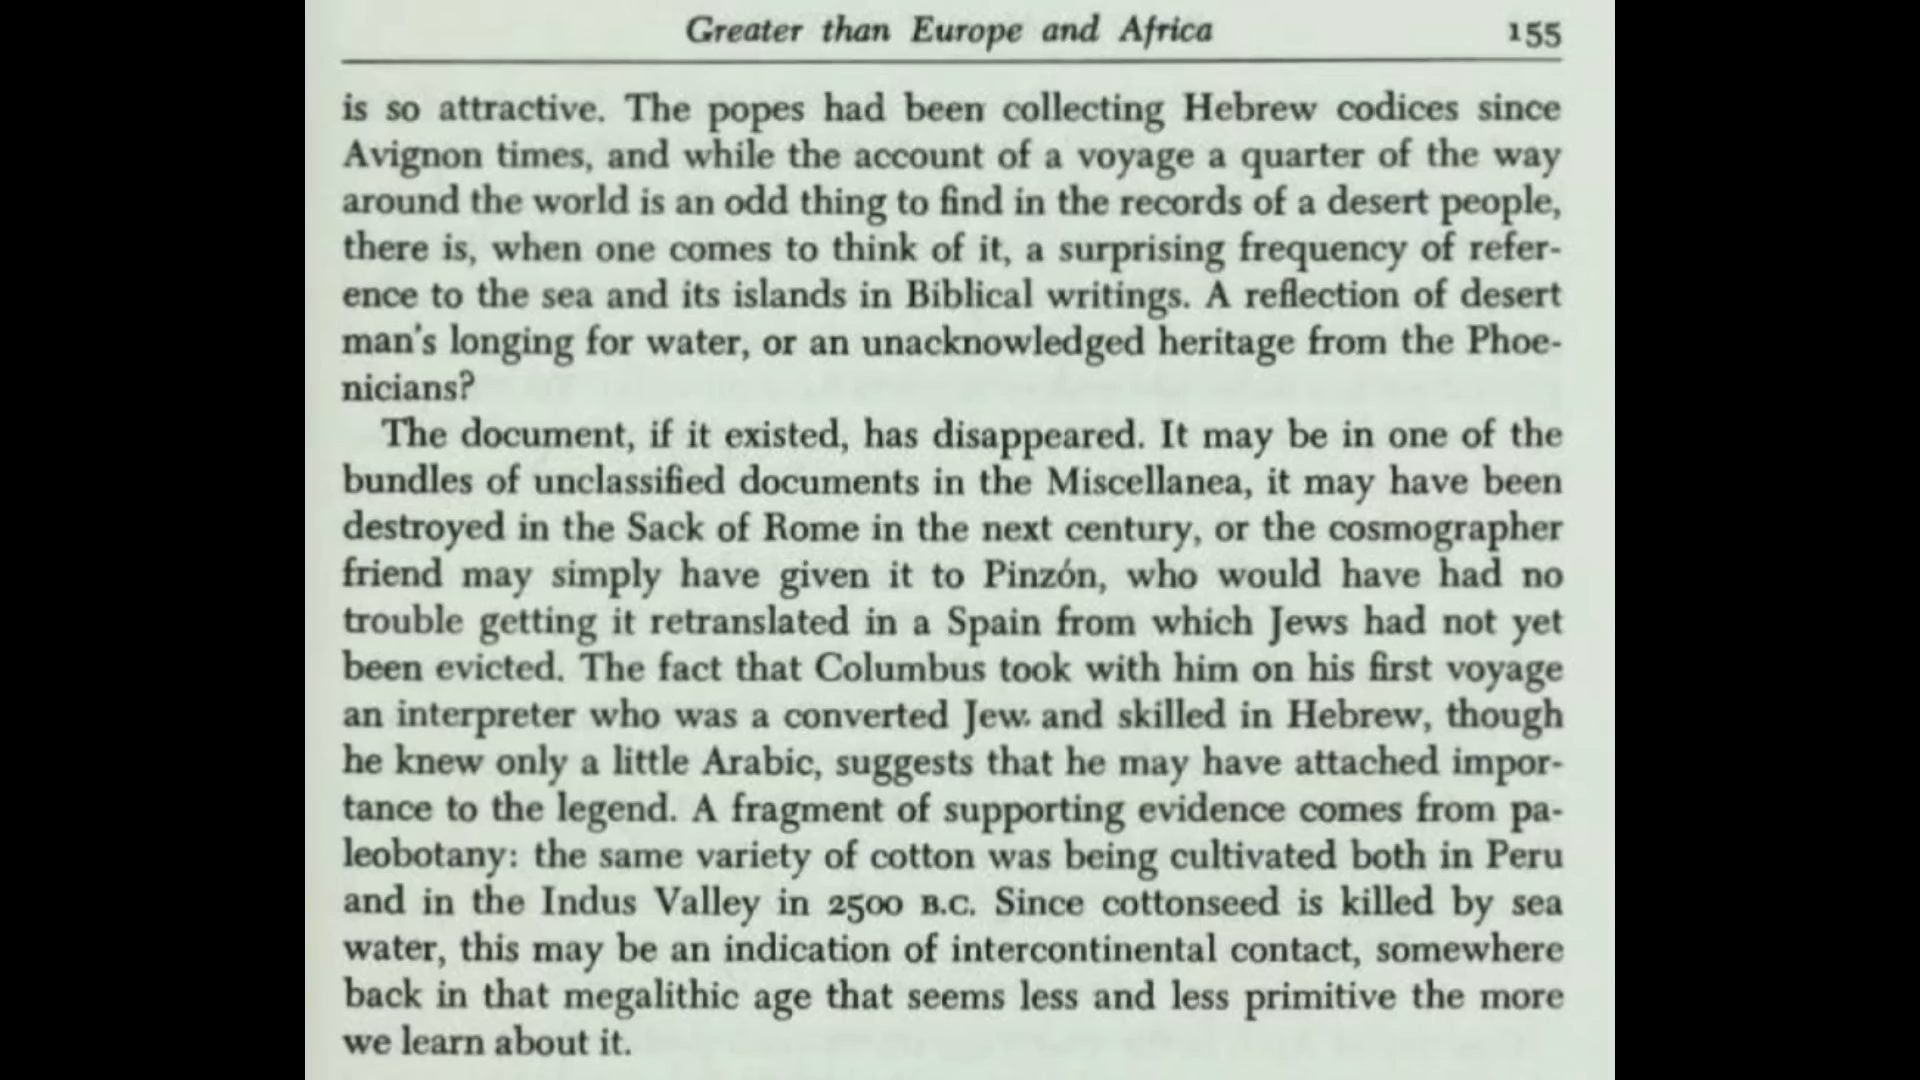 Greater than Europe and Africa 155
is so attractive. The popes had been collecting Hebrew codices since
Avignon times, and while the account of a voyage a quarter of the way
around the world is an odd thing to find in the records of a desert people,
there is, when one comes to think of it, a surprising frequency of refer-
ence to the sea and its islands in Biblical writings. A reflection of desert
man's longing for water, or an unacknowledged heritage from the Phoe-
nicians?
The document, if it existed, has disappeared. It may be in one of the
bundles of unclassified documents in the Miscellanea, it may have been
destroyed in the Sack of Rome in the next century, or the cosmographer
friend may simply have given it to Pinzón, who would have had no
trouble getting it retranslated in a Spain from which Jews had not yet
been evicted. The fact that Columbus took with him on his first voyage
an interpreter who was a converted Jew. and skilled in Hebrew, though
he knew only a little Arabic, suggests that he may have attached impor-
tance to the legend. A fragment of supporting evidence comes from pa-
leobotany: the same variety of cotton was being cultivated both in Peru
and in the Indus Valley in 2500 B.C. Since cottonseed is killed by sea
water, this may be an indication of intercontinental contact, somewhere
back in that megalithic age that seems less and less primitive the more
we learn about it.